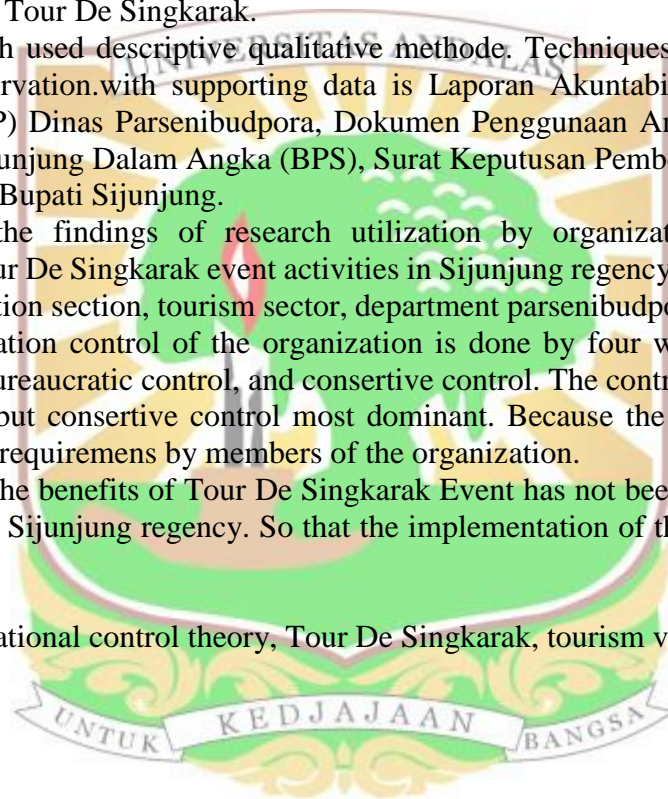 Tour De Singkarak.
h used descriptive qualitative methode. Techniques
UNIVERSITAS ANDALAS
rvation.with supporting data is Laporan Akuntabi
P) Dinas Parsenibudpora, Dokumen Penggunaan An
unjung Dalam Angka (BPS), Surat Keputusan Pemb
Bupati Sijunjung.
the findings of research utilization by organizat
ur De Singkarak event activities in Sijunjung regency
tion section, tourism sector, department parsenibudpo
ation control of the organization is done by four w
ureaucratic control, and consertive control. The contr
but consertive control most dominant. Because the
requiremens by members of the organization.
he benefits of Tour De Singkarak Event has not bee
Sijunjung regency. So that the implementation of th
ational control theory, Tour De Singkarak, tourism v
UNTUK KEDJAJAAN BANGSA